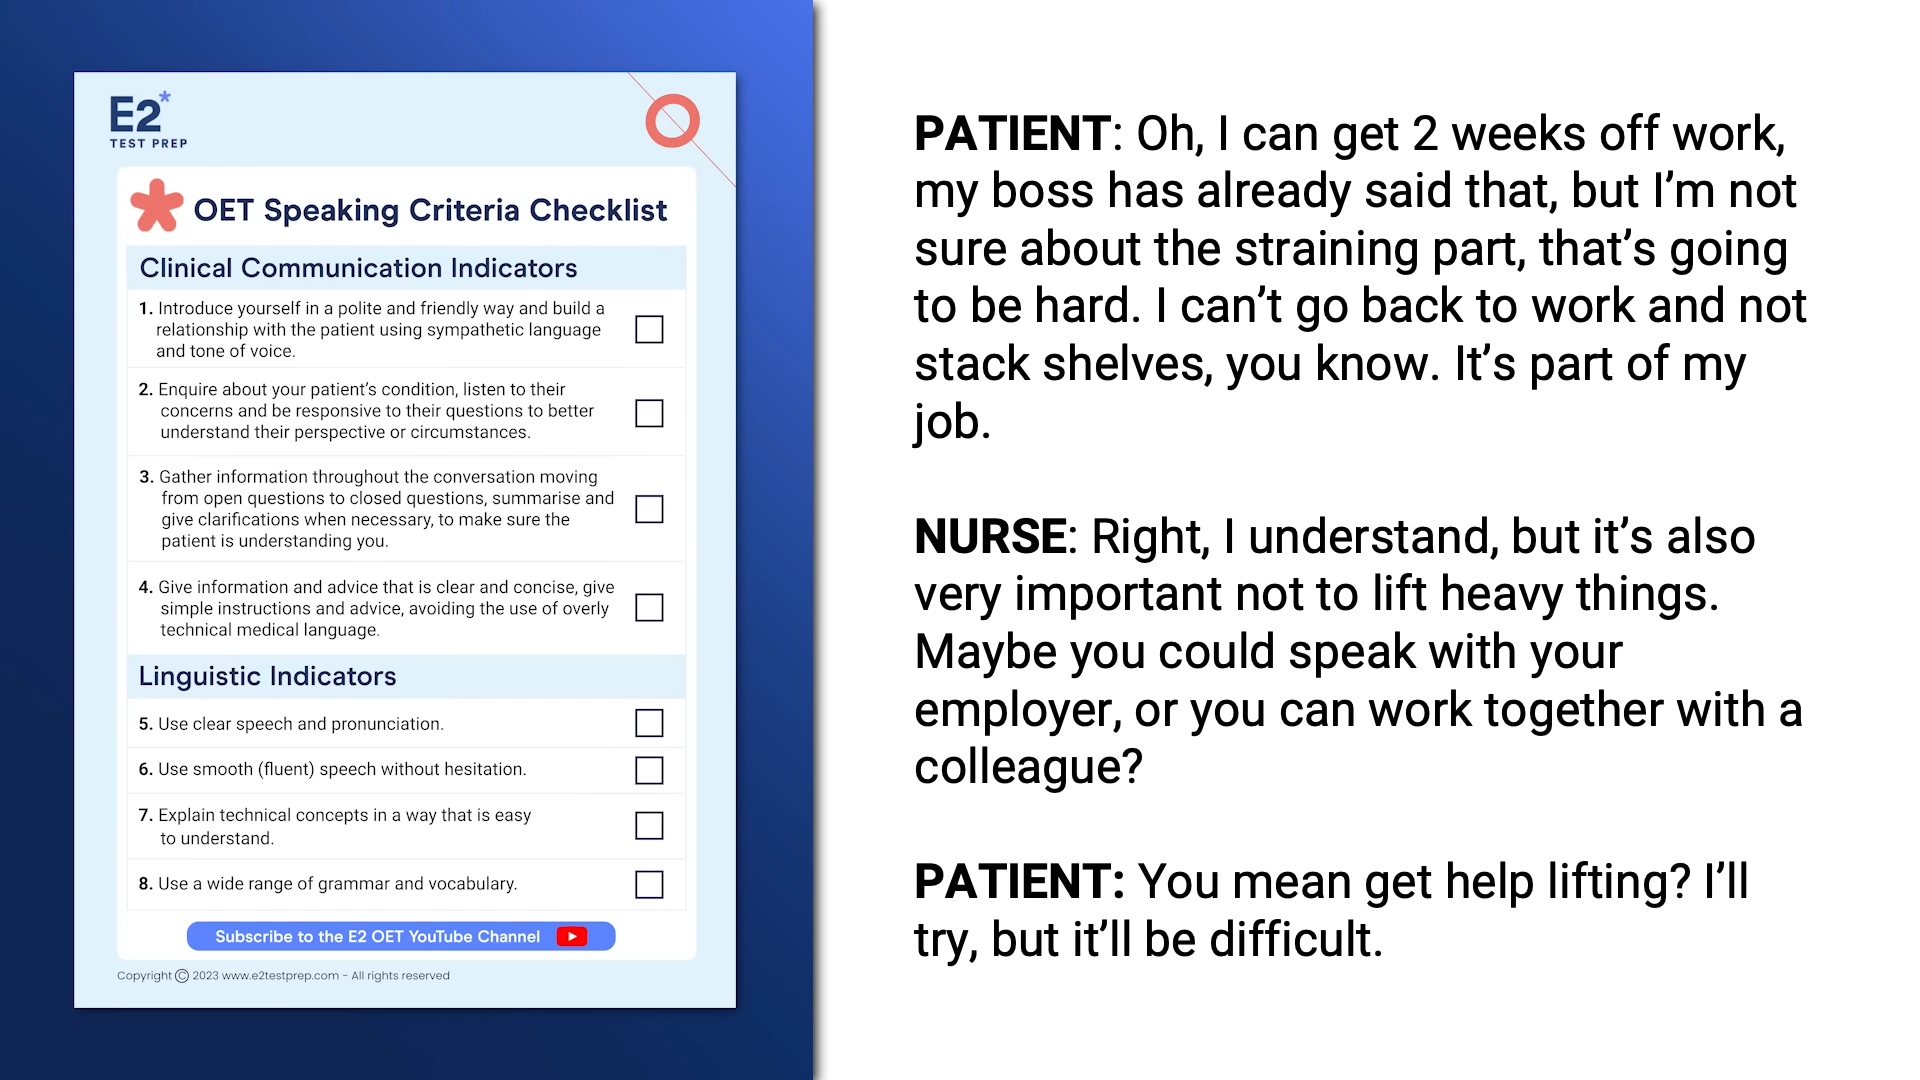 E2*
TEST PREP
OET Speaking Criteria Checklist
Clinical Communication Indicators
1. Introduce yourself in a polite and friendly way and build a
relationship with the patient using sympathetic language
and tone of voice.
2. Enquire about your patient's condition, listen to their
concerns and be responsive to their questions to better
understand their perspective or circumstances.
3. Gather information throughout the conversation moving
from open questions to closed questions, summarise and
give clarifications when necessary, to make sure the
patient is understanding you.
4. Give information and advice that is clear and concise, give
simple instructions and advice, avoiding the use of overly
technical medical language.
Linguistic Indicators
5. Use clear speech and pronunciation.
6. Use smooth (fluent) speech without hesitation.
7. Explain technical concepts in a way that is easy
to understand.
8. Use a wide range of grammar and vocabulary.
Subscribe to the E2 OET YouTube Channel
Copyright © 2023 www.e2testprep.com - All rights reserved
PATIENT: Oh, I can get 2 weeks off work,
my boss has already said that, but I’m not
sure about the straining part, that’s going
to be hard. I can’t go back to work and not
stack shelves, you know. It’s part of my
job.
NURSE: Right, I understand, but it’s also
very important not to lift heavy things.
Maybe you could speak with your
employer, or you can work together with a
colleague?
PATIENT: You mean get help lifting? I’ll
try, but it’ll be difficult.